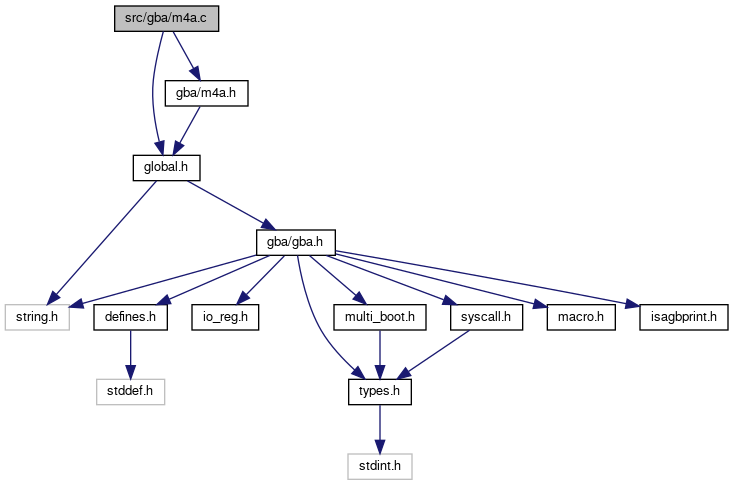 src/gba/m4a.c
gba/m4a.h
global.h
gba/gba.h
string.h
defines.h
io_reg.h
multi_boot.h
syscall.h
macro.h
isagbprint.h
stddef.h
types.h
stdint.h